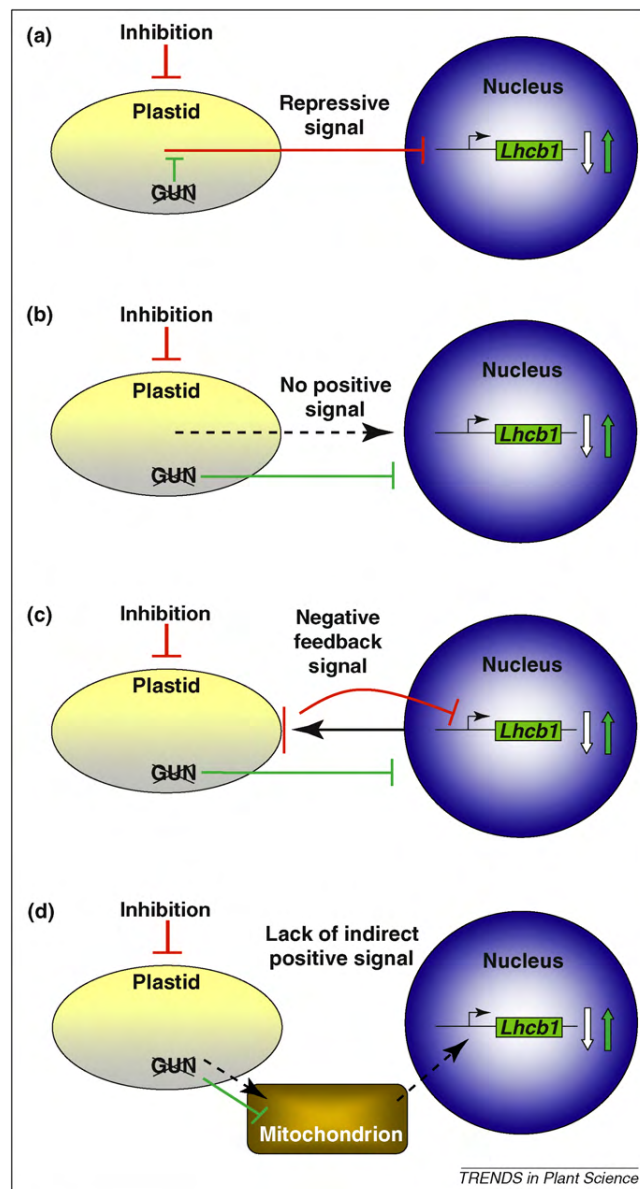 (a)
Inhibition
Plastid
Repressive
signal
GUN
Nucleus
Lhcb1
(b)
Inhibition
Plastid
No positive
signal
GUN
Nucleus
Lhcb1
(c)
Inhibition
Plastid
Negative
feedback
signal
GUN
Nucleus
Lhcb1
(d)
Inhibition
Plastid
Lack of indirect
positive signal
GUN
Nucleus
Lhcb1
Mitochondrion
TRENDS in Plant Science